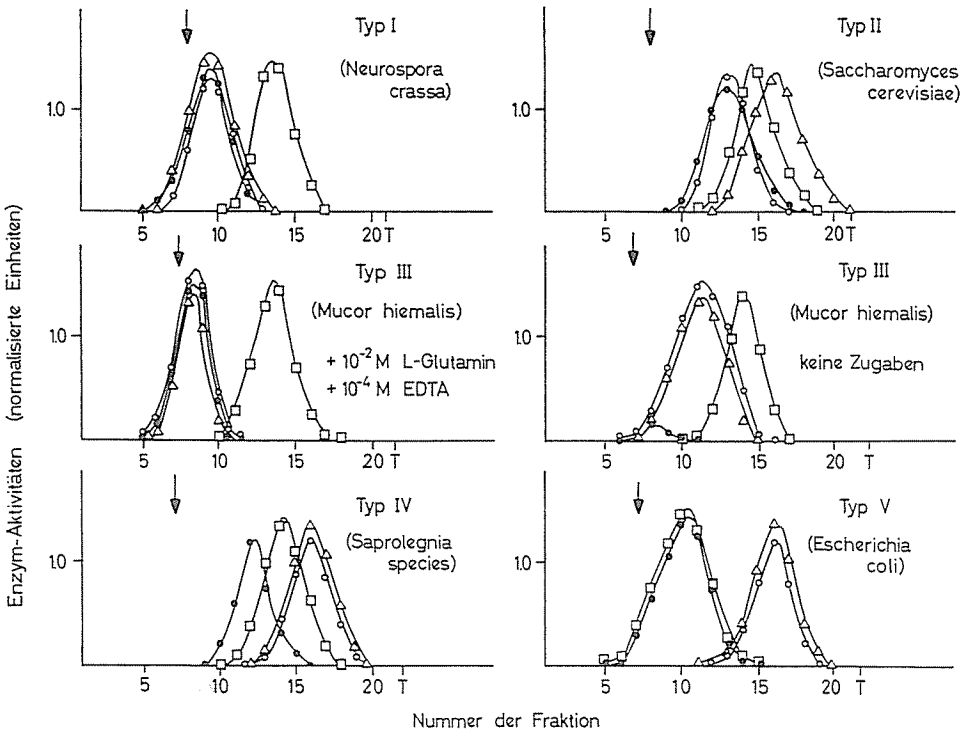 Typ I
(Neurospora
crassa)
1.0
5
10
15
20 T
Typ II
(Saccharomyces
cerevisiae)
1.0
5
10
15
20 T
Typ III
(Mucor hiemalis)
+ 10⁻² M L-Glutamin
+ 10⁻⁴ M EDTA
1.0
5
10
15
20 T
Typ III
(Mucor hiemalis)
keine Zugaben
1.0
5
10
15
20 T
Typ IV
(Saprolegnia
species)
1.0
5
10
15
20 T
Typ V
(Escherichia
coli)
1.0
5
10
15
20 T
Enzym-Aktivitäten (normalisierte Einheiten)
Nummer der Fraktion